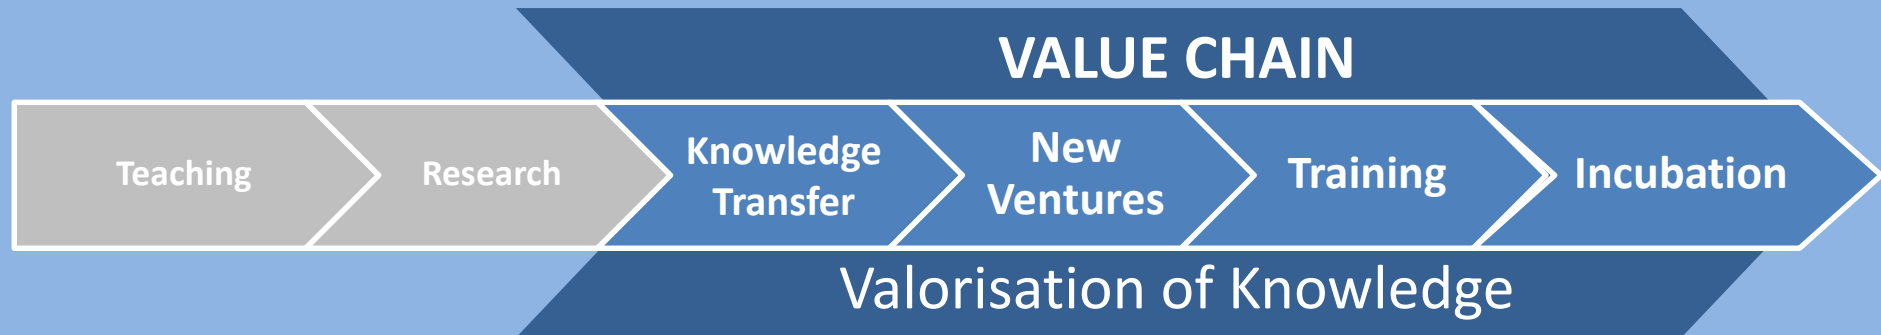 VALUE CHAIN
Teaching
Research
Knowledge
Transfer
New
Ventures
Training
Incubation
Valorisation of Knowledge